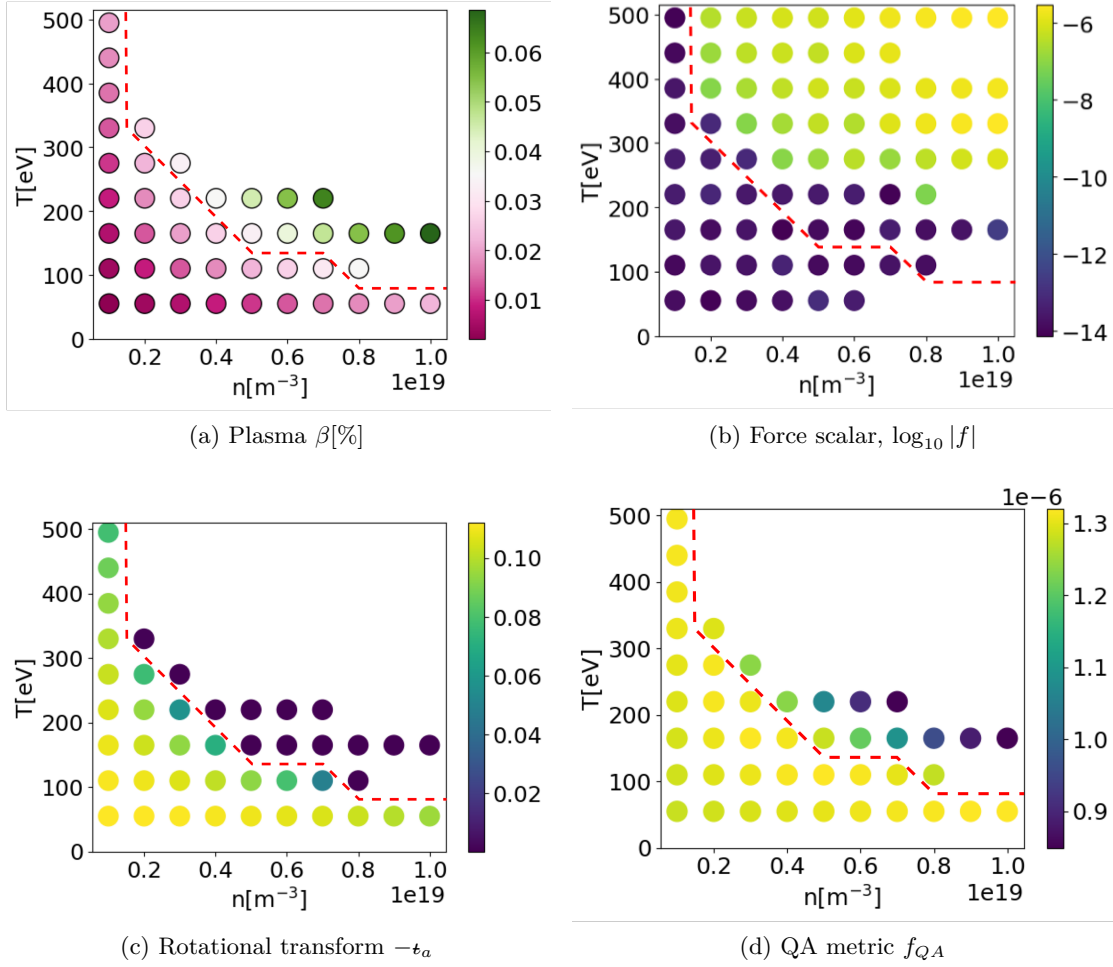 500
400
300
200
100
0
T[eV]
0.2 0.4 0.6 0.8 1.0
n[m⁻³]
1e19
0.06
0.05
0.04
0.03
0.02
0.01
(a) Plasma β[%]
500
400
300
200
100
0
T[eV]
0.2 0.4 0.6 0.8 1.0
n[m⁻³]
1e19
−6
−8
−10
−12
−14
(b) Force scalar, log₁₀ |f|
500
400
300
200
100
0
T[eV]
0.2 0.4 0.6 0.8 1.0
n[m⁻³]
1e19
0.10
0.08
0.06
0.04
0.02
(c) Rotational transform −ɨₐ
500
400
300
200
100
0
T[eV]
0.2 0.4 0.6 0.8 1.0
n[m⁻³]
1e19
1e−6
1.3
1.2
1.1
1.0
0.9
(d) QA metric f_QA